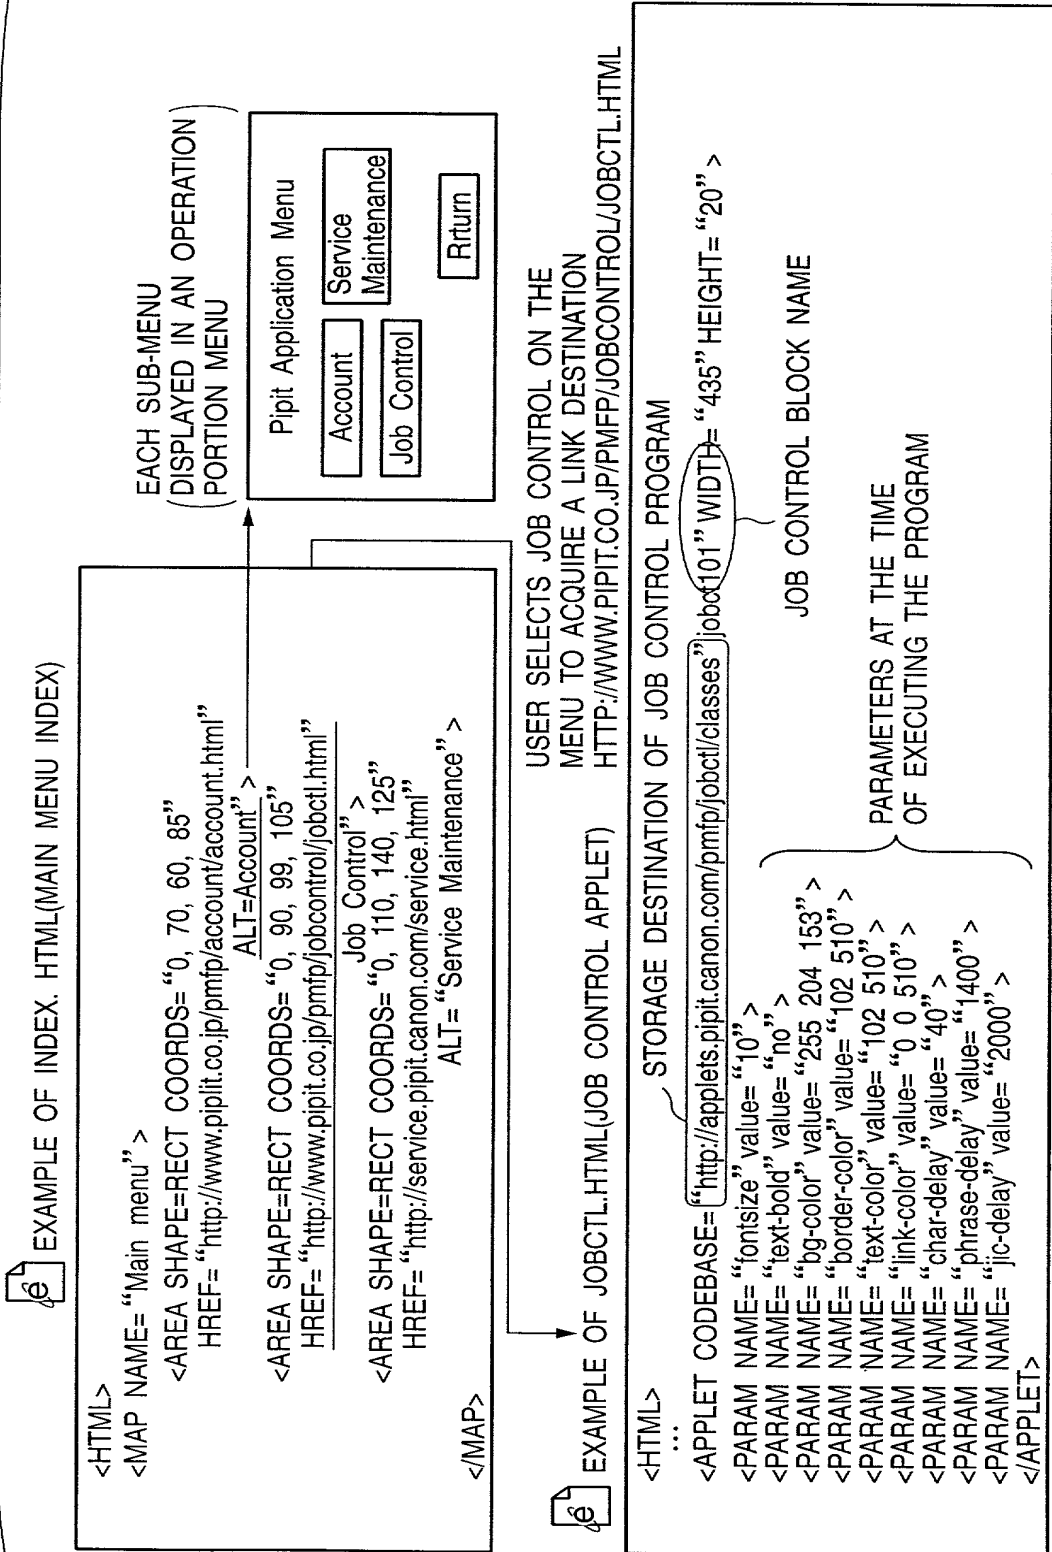 EXAMPLE OF INDEX. HTML(MAIN MENU INDEX)
<HTML>
<MAP NAME=“Main menu” >
<AREA SHAPE=RECT COORDS=“0, 70, 60, 85”
HREF=“http://www.piplit.co.jp/pmfp/account/account.html”
ALT=Account” >
<AREA SHAPE=RECT COORDS= “0, 90, 99, 105”
HREF= “http://www.pipit.co.jp/pmfp/jobcontrol/jobctl.html”
Job Control” >
<AREA SHAPE=RECT COORDS= “0, 110, 140, 125”
HREF= “http://service.pipit.canon.com/service.html”
ALT= “Service Maintenance” >
</MAP>
(EACH SUB-MENU
DISPLAYED IN AN OPERATION
PORTION MENU)
Pipit Application Menu
Account
Service
Maintenance
Job Control
Rrturn
USER SELECTS JOB CONTROL ON THE
MENU TO ACQUIRE A LINK DESTINATION
HTTP://WWW.PIPIT.CO.JP/PMFP/JOBCONTROL/JOBCTL.HTML
EXAMPLE OF JOBCTL.HTML(JOB CONTROL APPLET)
<HTML>
...
STORAGE DESTINATION OF JOB CONTROL PROGRAM
<APPLET CODEBASE= “http://applets.pipit.canon.com/pmfp/jobctl/classes” jobct101” WIDTH= “435” HEIGHT= “20” >
JOB CONTROL BLOCK NAME
<PARAM NAME= “fontsize” value= “10” >
<PARAM NAME= “text-bold” value= “no” >
<PARAM NAME= “bg-color” value= “255 204 153” >
<PARAM NAME= “border-color” value= “102 510” >
<PARAM NAME= “text-color” value= “102 510” >
<PARAM NAME= “link-color” value= “0 0 510” >
<PARAM NAME= “char-delay” value= “40” >
<PARAM NAME= “phrase-delay” value= “1400” >
<PARAM NAME= “jic-delay” value= “2000” >
</APPLET>
PARAMETERS AT THE TIME
OF EXECUTING THE PROGRAM